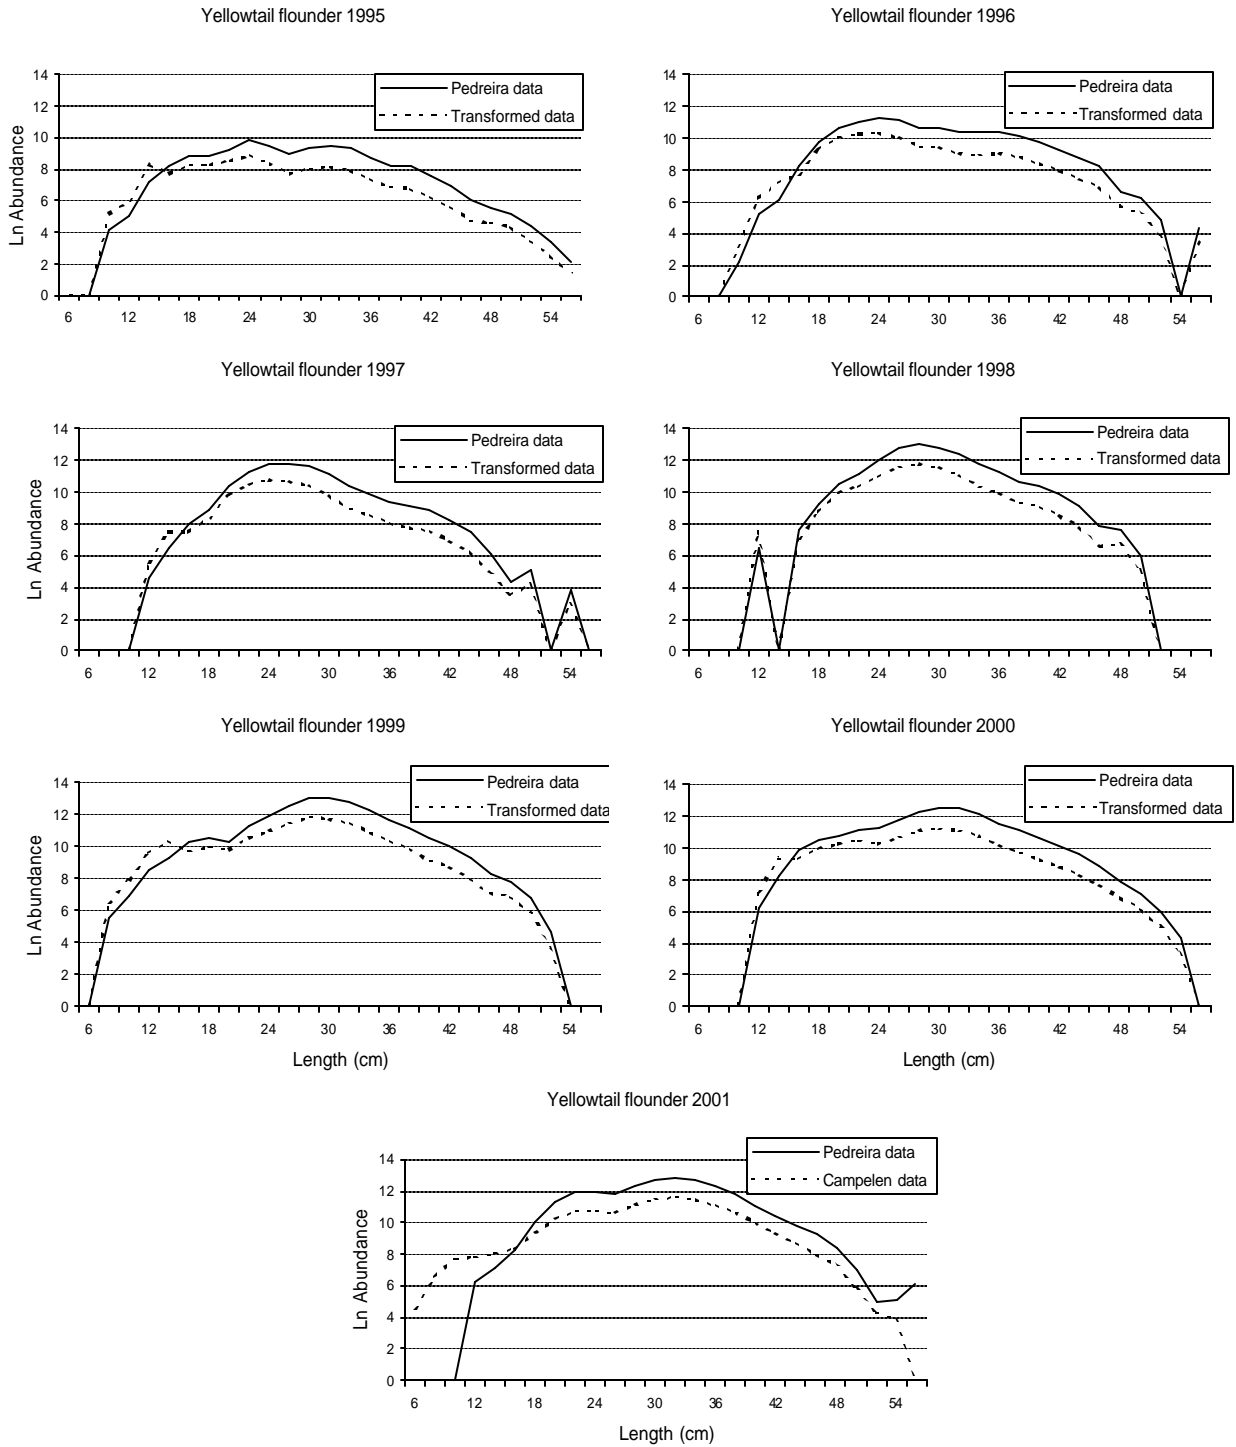 Yellowtail flounder 1995
Pedreira data
Transformed data
Ln Abundance
14
12
10
8
6
4
2
0
6 12 18 24 30 36 42 48 54
Yellowtail flounder 1996
Pedreira data
Transformed data
14
12
10
8
6
4
2
0
6 12 18 24 30 36 42 48 54
Yellowtail flounder 1997
Pedreira data
Transformed data
Ln Abundance
14
12
10
8
6
4
2
0
6 12 18 24 30 36 42 48 54
Yellowtail flounder 1998
Pedreira data
Transformed data
14
12
10
8
6
4
2
0
6 12 18 24 30 36 42 48 54
Yellowtail flounder 1999
Pedreira data
Transformed data
Ln Abundance
14
12
10
8
6
4
2
0
6 12 18 24 30 36 42 48 54
Length (cm)
Yellowtail flounder 2000
Pedreira data
Transformed data
14
12
10
8
6
4
2
0
6 12 18 24 30 36 42 48 54
Length (cm)
Yellowtail flounder 2001
Pedreira data
Campelen data
Ln Abundance
14
12
10
8
6
4
2
0
6 12 18 24 30 36 42 48 54
Length (cm)